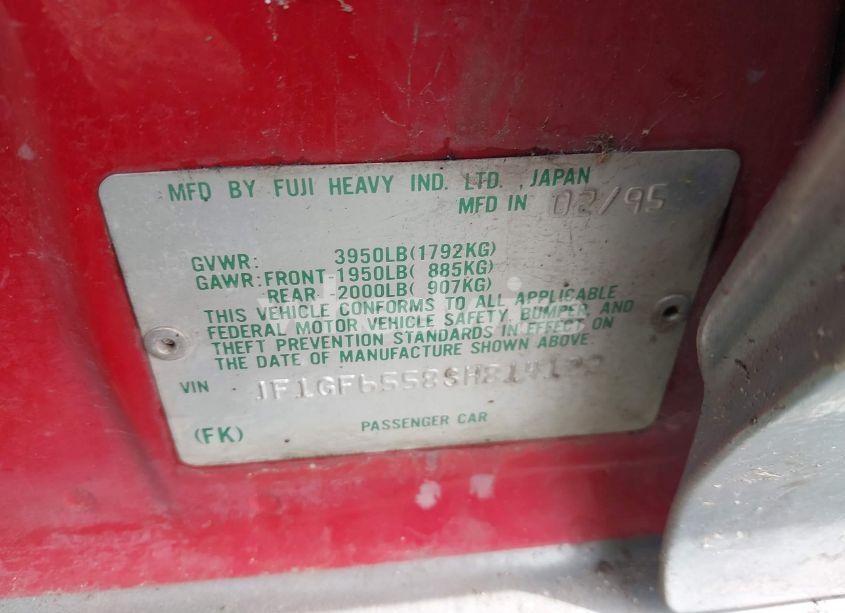 MFD BY FUJI HEAVY IND. LTD. ,JAPAN
MFD IN 02/95
GVWR: 3950LB(1792KG)
GAWR:FRONT-1950LB( 885KG)
REAR -2000LB( 907KG)
THIS VEHICLE CONFORMS TO ALL APPLICABLE
FEDERAL MOTOR VEHICLE SAFETY, BUMPER, AND
THEFT PREVENTION STANDARDS IN EFFECT ON
THE DATE OF MANUFACTURE SHOWN ABOVE.
VIN
(FK) PASSENGER CAR